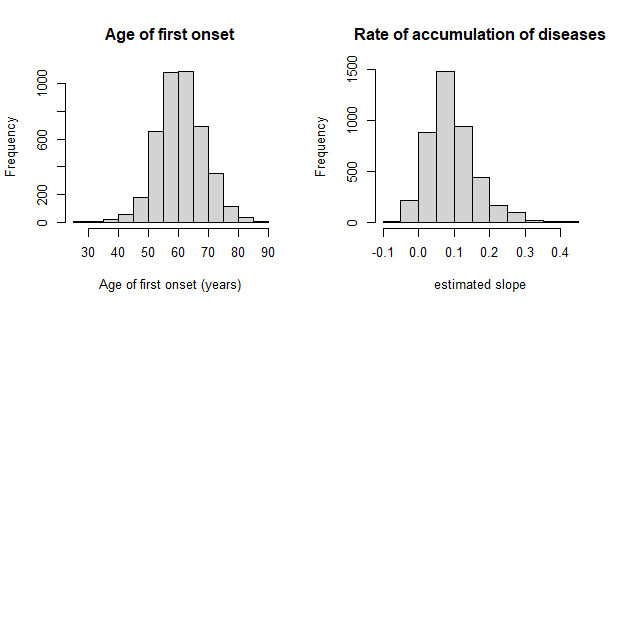 Age of first onset
Frequency
0 200 600 1000
30 40 50 60 70 80 90
Age of first onset (years)
Rate of accumulation of diseases
Frequency
0 500 1000 1500
-0.1 0.0 0.1 0.2 0.3 0.4
estimated slope